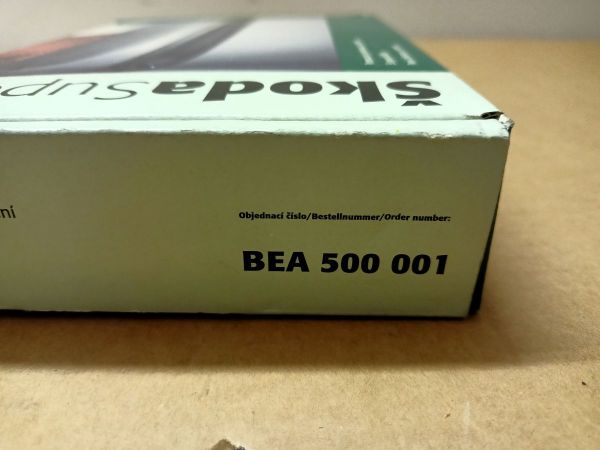 ŠkodaSup
ní
Objednací číslo/Bestellnummer/Order number:
BEA 500 001